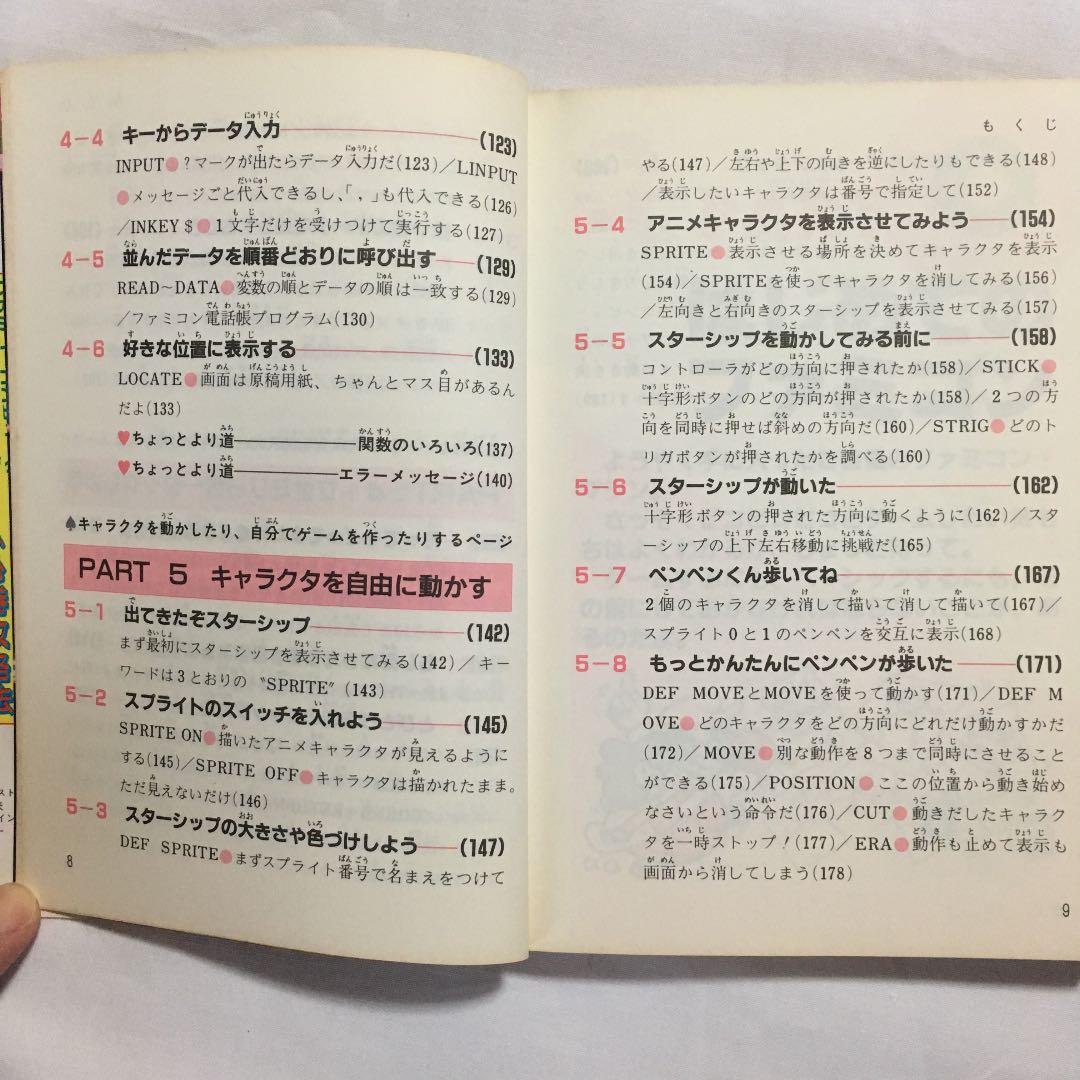 4-4 キーからデータ入力――(123)
INPUT●?マークが出たらデータ入力だ(123)／LINPUT
●メッセージごと代入できるし、「，」も代入できる(126)
／INKEY$●1文字だけを受けつけて実行する(127)
4-5 並んだデータを順番どおりに呼び出す――(129)
READ~DATA●変数の順とデータの順は一致する(129)
／ファミコン電話帳プログラム(130)
4-6 好きな位置に表示する――(133)
LOCATE●画面は原稿用紙、ちゃんとマス目があるん
だよ(133)
♥ちょっとより道――関数のいろいろ(137)
♥ちょっとより道――エラーメッセージ(140)
♠キャラクタを動かしたり、自分でゲームを作ったりするページ
PART 5 キャラクタを自由に動かす
5-1 出てきたぞスターシップ――(142)
まず最初にスターシップを表示させてみる(142)／キー
ワードは3とおりの〝SPRITE〟(143)
5-2 スプライトのスイッチを入れよう――(145)
SPRITE ON●描いたアニメキャラクタが見えるように
する(145)／SPRITE OFF●キャラクタは描かれたまま。
ただ見えないだけ(146)
5-3 スターシップの大きさや色づけしよう――(147)
DEF SPRITE●まずスプライト番号で名まえをつけて
8
もくじ
やる(147)／左右や上下の向きを逆にしたりもできる(148)
／表示したいキャラクタは番号で指定して(152)
5-4 アニメキャラクタを表示させてみよう――(154)
SPRITE●表示させる場所を決めてキャラクタを表示
(154)／SPRITEを使ってキャラクタを消してみる(156)
／左向きと右向きのスターシップを表示させてみる(157)
5-5 スターシップを動かしてみる前に――(158)
コントローラがどの方向に押されたか(158)／STICK●
十字形ボタンのどの方向が押されたか(158)／2つの方
向を同時に押せば斜めの方向だ(160)／STRIG●どのト
リガボタンが押されたかを調べる(160)
5-6 スターシップが動いた――(162)
十字形ボタンの押された方向に動くように(162)／スタ
ーシップの上下左右移動に挑戦だ(165)
5-7 ペンペンくん歩いてね――(167)
2個のキャラクタを消して描いて消して描いて(167)／
スプライト0と1のペンペンを交互に表示(168)
5-8 もっとかんたんにペンペンが歩いた――(171)
DEF MOVEとMOVEを使って動かす(171)／DEF M
OVE●どのキャラクタをどの方向にどれだけ動かすかだ
(172)／MOVE●別な動作を8つまで同時にさせること
ができる(175)／POSITION●ここの位置から動き始め
なさいという命令だ(176)／CUT●動きだしたキャラク
タを一時ストップ！(177)／ERA●動作も止めて表示も
画面から消してしまう(178)
9